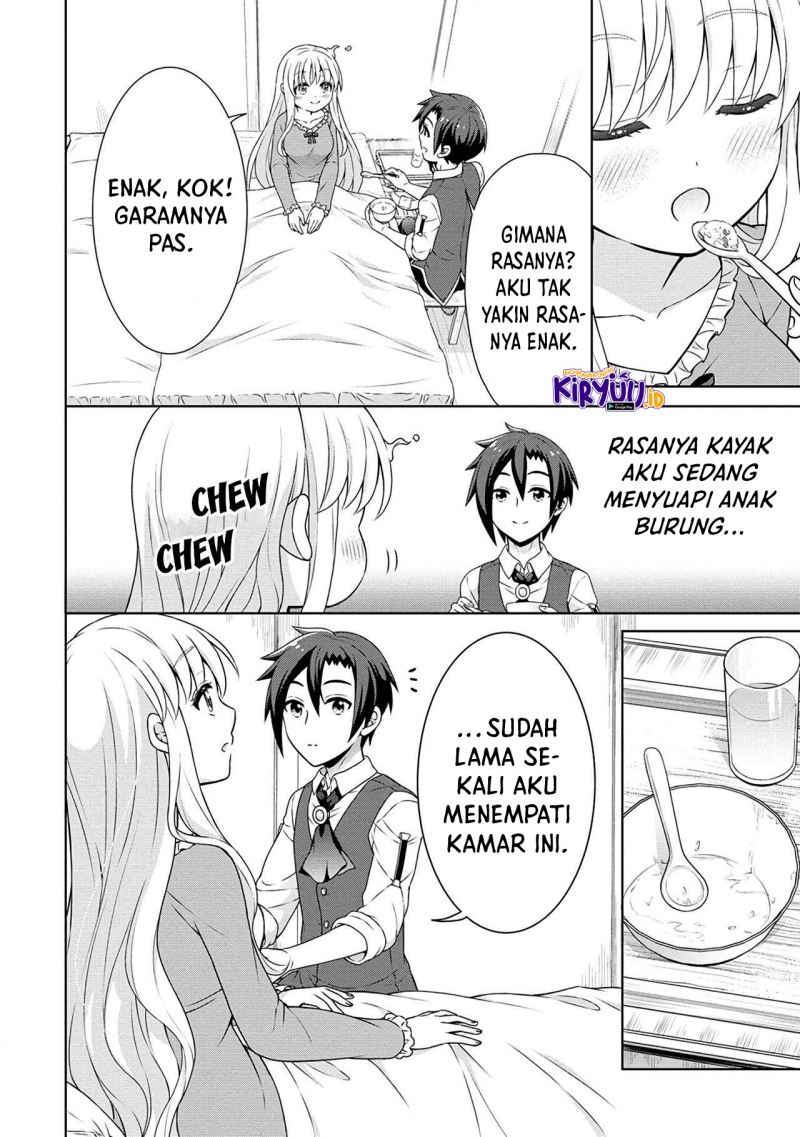 GIMANA
RASANYA?
AKU TAK
YAKIN RASA-
NYA ENAK.
ENAK, KOK!
GARAMNYA
PAS.
KIRYUU.ID
RASANYA KAYAK
AKU SEDANG
MENYUAPI ANAK
BURUNG...
CHEW
CHEW
...SUDAH
LAMA SE-
KALI AKU
MENEMPATI
KAMAR INI.